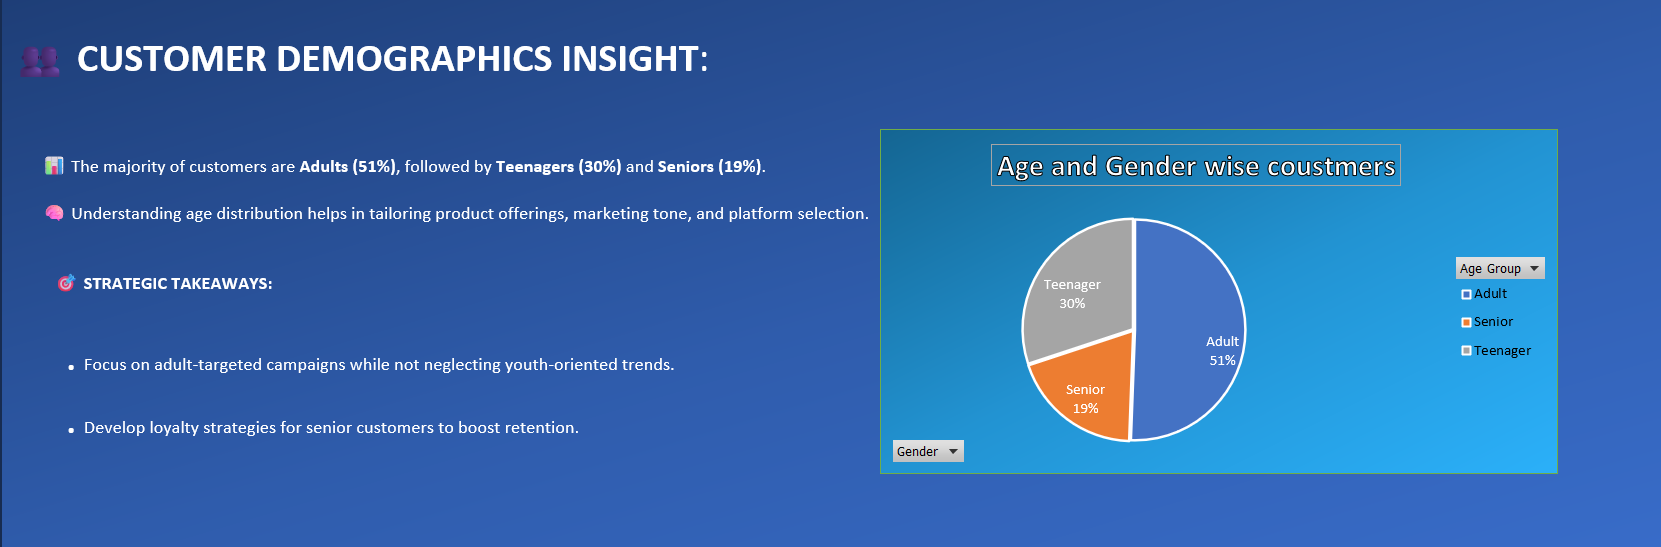 CUSTOMER DEMOGRAPHICS INSIGHT:
The majority of customers are Adults (51%), followed by Teenagers (30%) and Seniors (19%).
Understanding age distribution helps in tailoring product offerings, marketing tone, and platform selection.
STRATEGIC TAKEAWAYS:
Focus on adult-targeted campaigns while not neglecting youth-oriented trends.
Develop loyalty strategies for senior customers to boost retention.
Age and Gender wise coustmers
Teenager
30%
Adult
51%
Senior
19%
Age Group
Adult
Senior
Teenager
Gender